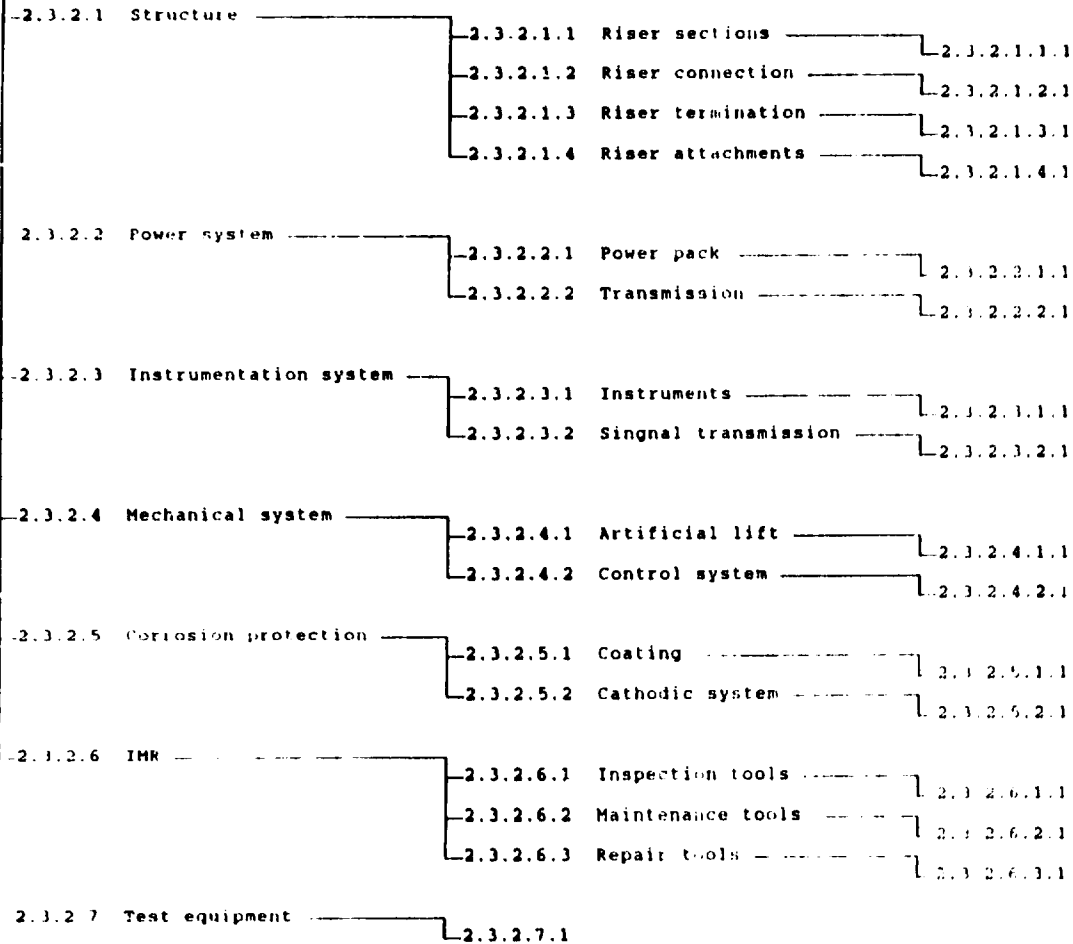 2.3.2.1 Structure
2.3.2.1.1 Riser sections
2.3.2.1.1.1
2.3.2.1.2 Riser connection
2.3.2.1.2.1
2.3.2.1.3 Riser termination
2.3.2.1.3.1
2.3.2.1.4 Riser attachments
2.3.2.1.4.1
2.3.2.2 Power system
2.3.2.2.1 Power pack
2.3.2.2.1.1
2.3.2.2.2 Transmission
2.3.2.2.2.1
2.3.2.3 Instrumentation system
2.3.2.3.1 Instruments
2.3.2.3.1.1
2.3.2.3.2 Singnal transmission
2.3.2.3.2.1
2.3.2.4 Mechanical system
2.3.2.4.1 Artificial lift
2.3.2.4.1.1
2.3.2.4.2 Control system
2.3.2.4.2.1
2.3.2.5 Corrosion protection
2.3.2.5.1 Coating
2.3.2.5.1.1
2.3.2.5.2 Cathodic system
2.3.2.5.2.1
2.3.2.6 IMR
2.3.2.6.1 Inspection tools
2.3.2.6.1.1
2.3.2.6.2 Maintenance tools
2.3.2.6.2.1
2.3.2.6.3 Repair tools
2.3.2.6.3.1
2.3.2.7 Test equipment
2.3.2.7.1